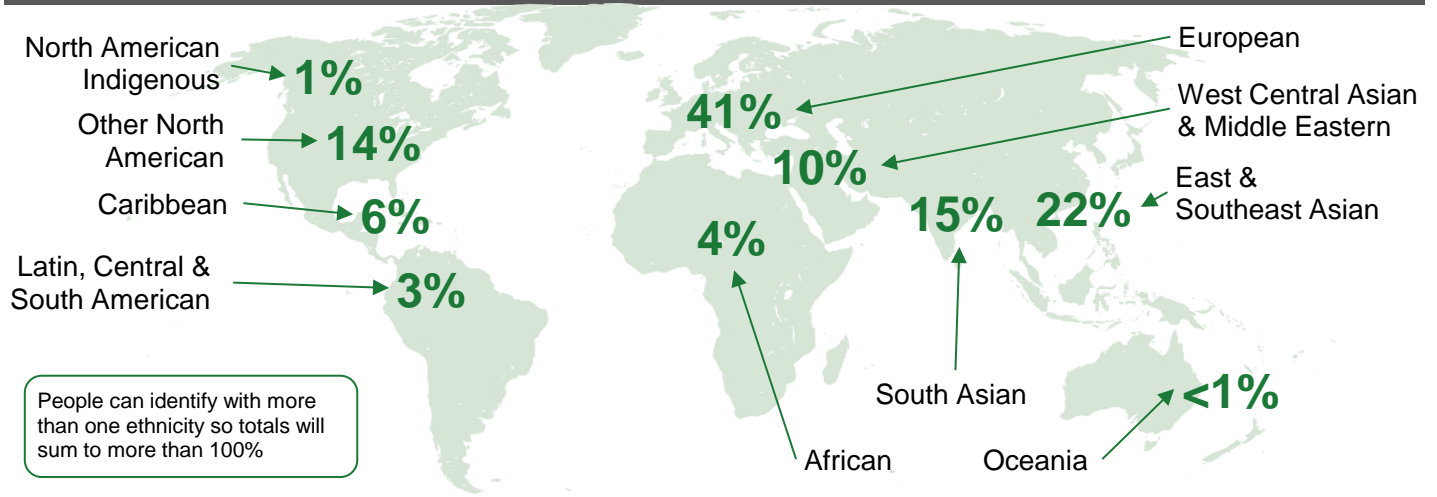 North American
Indigenous
1%
Other North
American
14%
Caribbean
6%
Latin, Central &
South American
3%
European
41%
West Central Asian
& Middle Eastern
10%
East &
Southeast Asian
22%
15%
South Asian
4%
African
<1%
Oceania
People can identify with more
than one ethnicity so totals will
sum to more than 100%